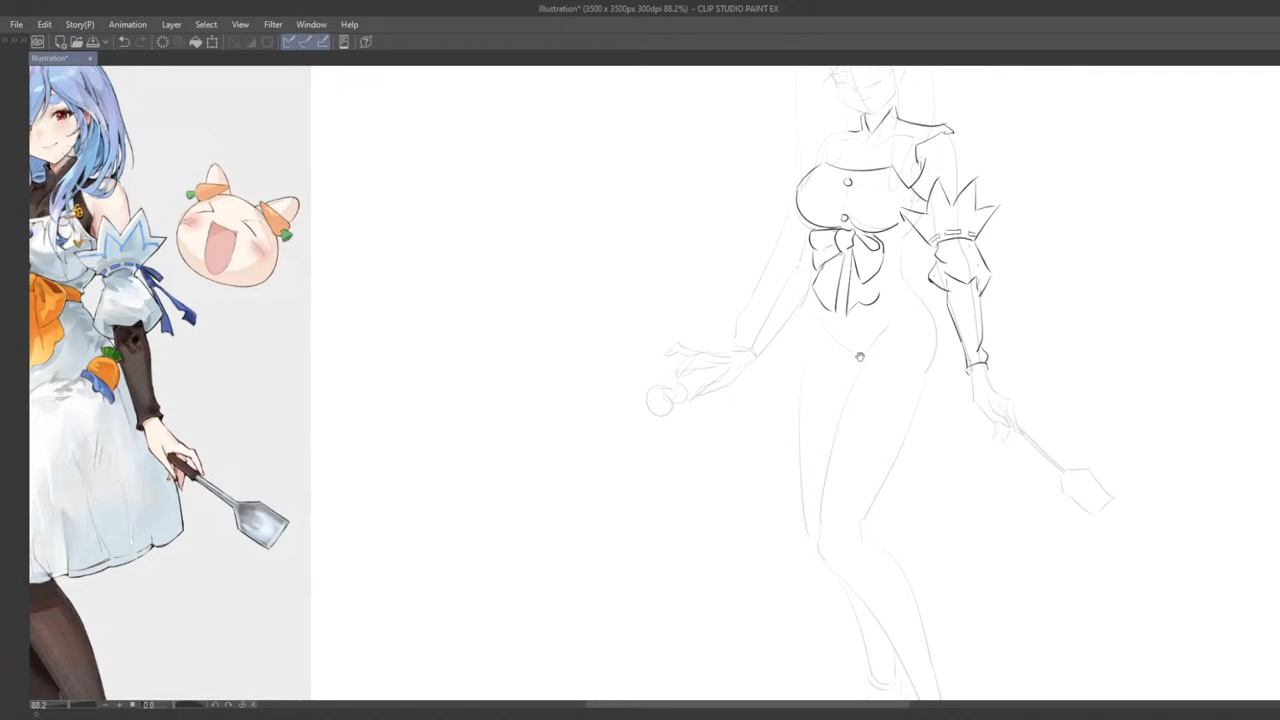 Illustration* (3500 x 3500px 300dpi 88.2%) - CLIP STUDIO PAINT EX
File Edit Story(P) Animation Layer Select View Filter Window Help
Illustration*
88.2 0.0